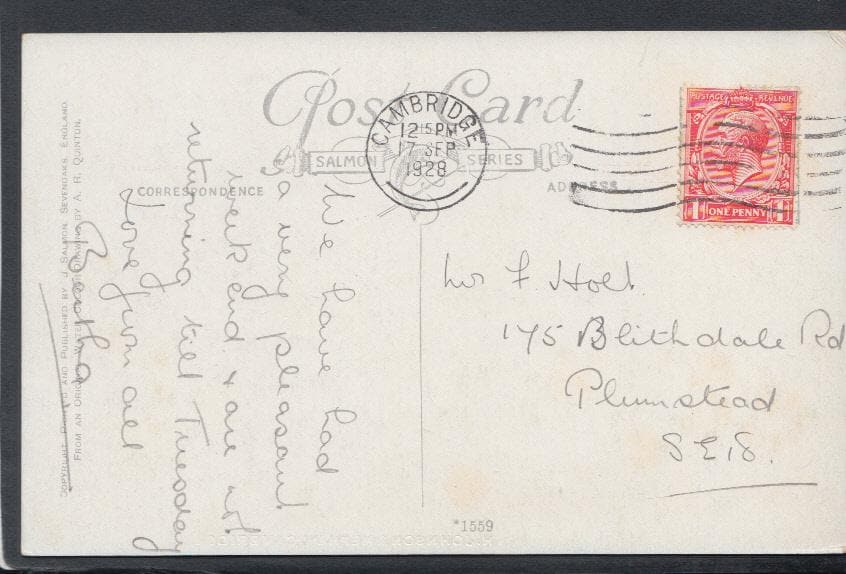 Post Card
SALMON SERIES
CORRESPONDENCE
ADDRESS
CAMBRIDGE
12 15 PM
17 SEP
1928
POSTAGE REVENUE
ONE PENNY
We have had
a very pleasant
week end & are not
returning till Tuesday
Love from all
Bertha
Mr F. Holt.
175 Blithdale Rd
Plumstead
SE18.
COPYRIGHT. PRINTED AND PUBLISHED BY J. SALMON, SEVENOAKS, ENGLAND
FROM AN ORIGINAL WATER COLOUR DRAWING BY A. R. QUINTON.
*1559